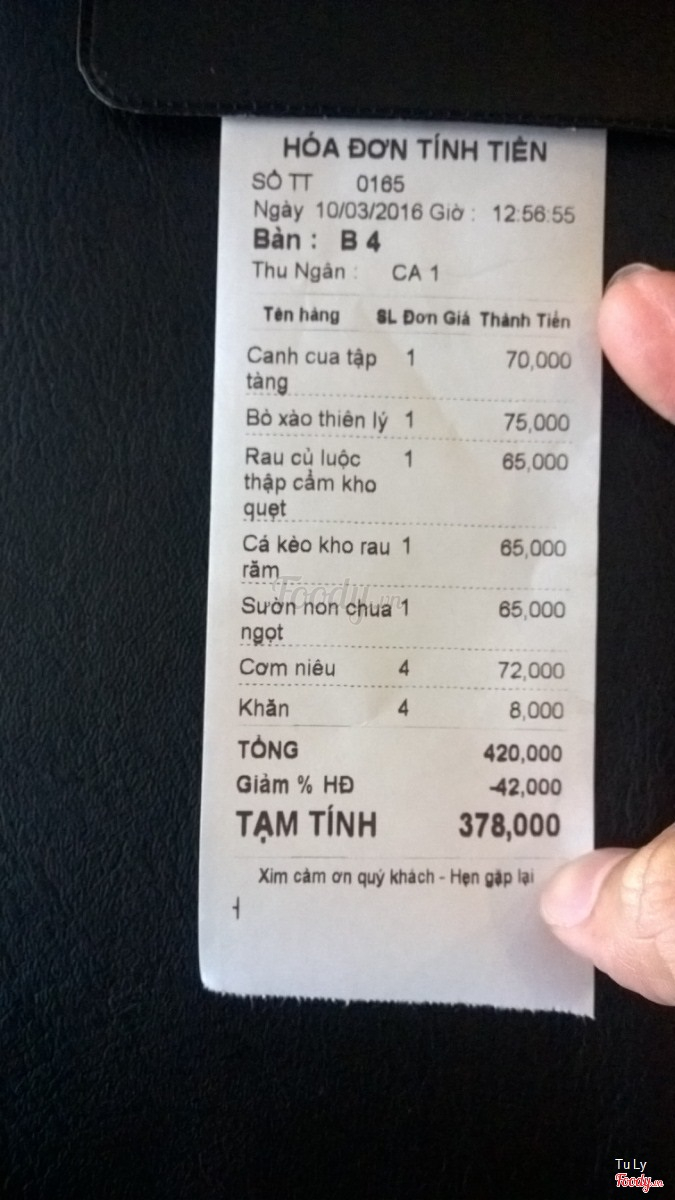 HÓA ĐƠN TÍNH TIỀN
SỐ TT 0165
Ngày 10/03/2016 Giờ : 12:56:55
Bàn : B 4
Thu Ngân : CA 1
Tên hàng SL Đơn Giá Thành Tiền
Canh cua tập 1 70,000
tàng
Bò xào thiên lý 1 75,000
Rau củ luộc 1 65,000
thập cẩm kho
quẹt
Cá kèo kho rau 1 65,000
răm
Sườn non chua 1 65,000
ngọt
Cơm niêu 4 72,000
Khăn 4 8,000
TỔNG 420,000
Giảm % HĐ -42,000
TẠM TÍNH 378,000
Xim cảm ơn quý khách - Hẹn gặp lại
Foody.vn
Tu Ly
Foody.vn